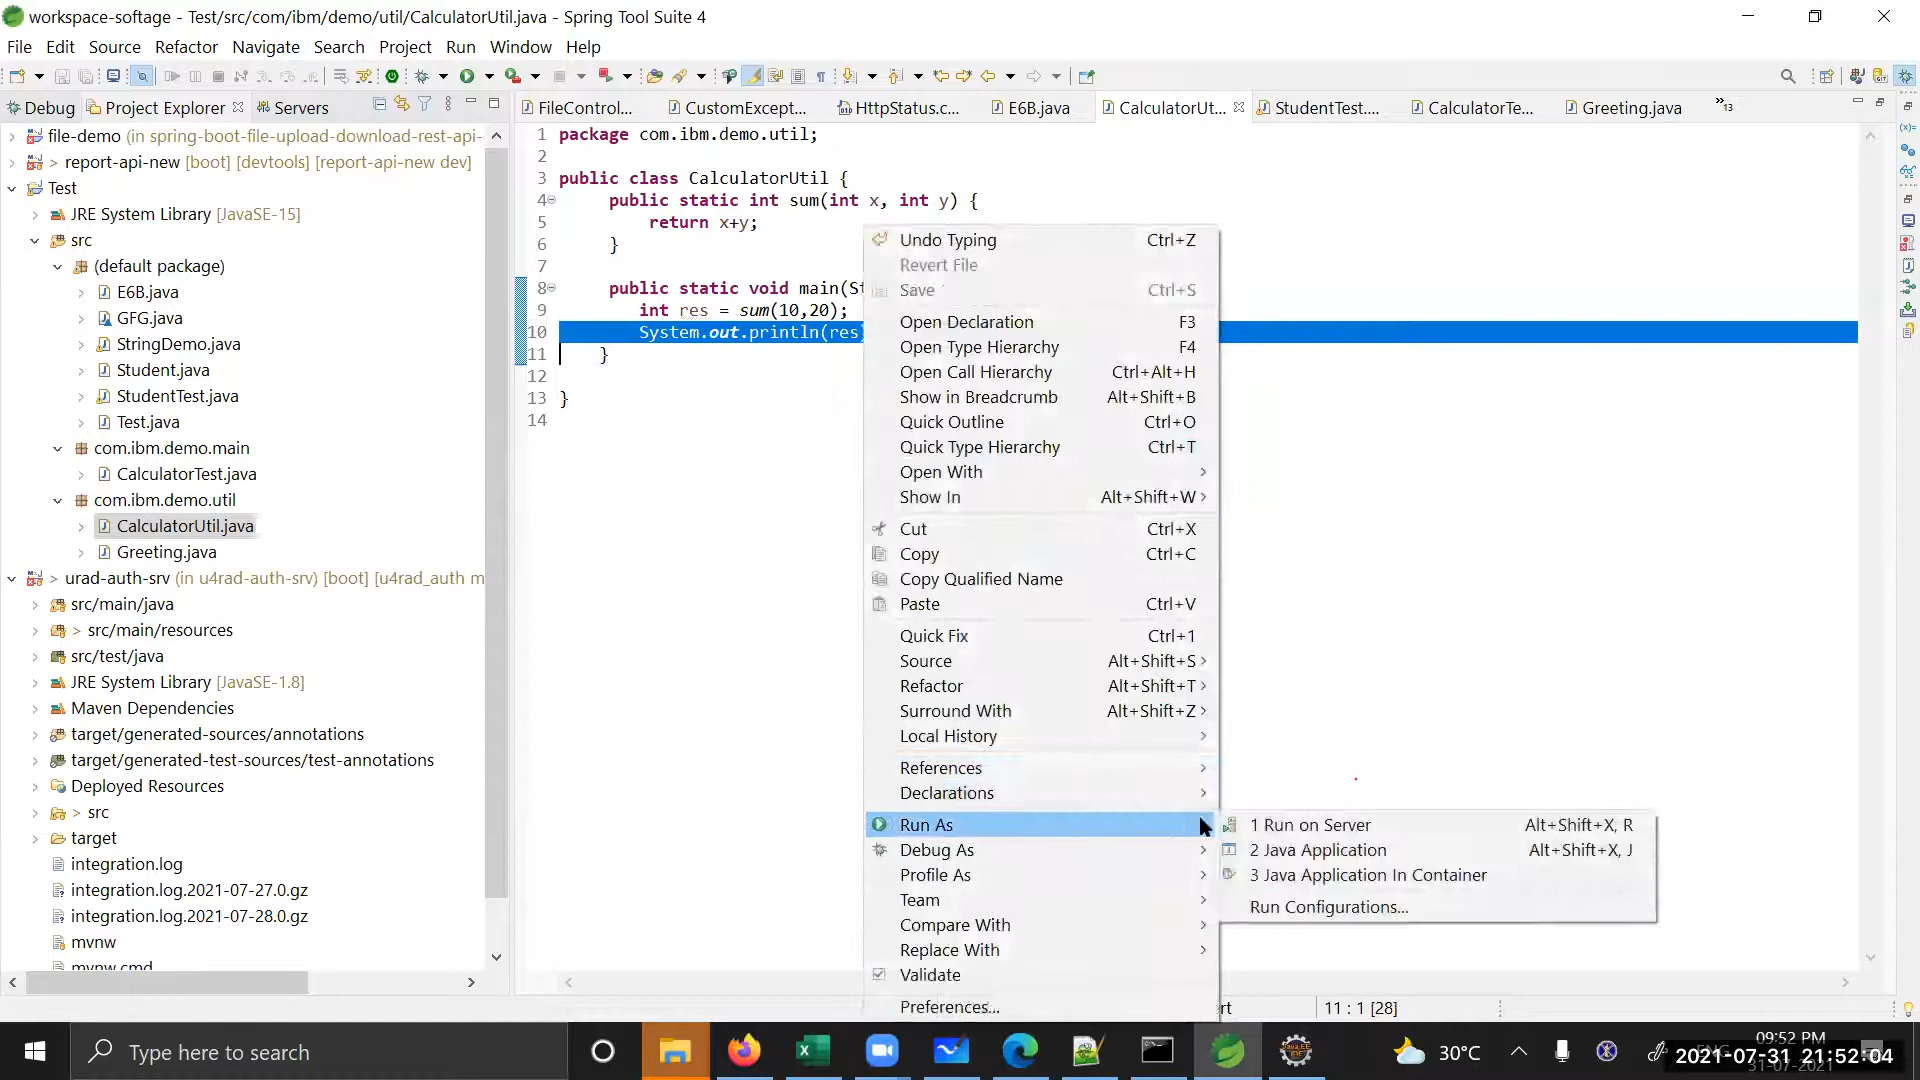 workspace-softage - Test/src/com/ibm/demo/util/CalculatorUtil.java - Spring Tool Suite 4
File Edit Source Refactor Navigate Search Project Run Window Help
Debug Project Explorer Servers
FileControl... CustomExcept... HttpStatus.c... E6B.java CalculatorUt... StudentTest.... CalculatorTe... Greeting.java »13
file-demo (in spring-boot-file-upload-download-rest-api-
> report-api-new [boot] [devtools] [report-api-new dev]
Test
JRE System Library [JavaSE-15]
src
(default package)
E6B.java
GFG.java
StringDemo.java
Student.java
StudentTest.java
Test.java
com.ibm.demo.main
CalculatorTest.java
com.ibm.demo.util
CalculatorUtil.java
Greeting.java
> urad-auth-srv (in u4rad-auth-srv) [boot] [u4rad_auth m
src/main/java
> src/main/resources
src/test/java
JRE System Library [JavaSE-1.8]
Maven Dependencies
target/generated-sources/annotations
target/generated-test-sources/test-annotations
Deployed Resources
> src
target
integration.log
integration.log.2021-07-27.0.gz
integration.log.2021-07-28.0.gz
mvnw
mvnw.cmd
1 package com.ibm.demo.util;
2
3 public class CalculatorUtil {
4 public static int sum(int x, int y) {
5 return x+y;
6 }
7
8 public static void main(St
9 int res = sum(10,20);
10 System.out.println(res)
11 }
12
13 }
14
Undo Typing Ctrl+Z
Revert File
Save Ctrl+S
Open Declaration F3
Open Type Hierarchy F4
Open Call Hierarchy Ctrl+Alt+H
Show in Breadcrumb Alt+Shift+B
Quick Outline Ctrl+O
Quick Type Hierarchy Ctrl+T
Open With
Show In Alt+Shift+W
Cut Ctrl+X
Copy Ctrl+C
Copy Qualified Name
Paste Ctrl+V
Quick Fix Ctrl+1
Source Alt+Shift+S
Refactor Alt+Shift+T
Surround With Alt+Shift+Z
Local History
References
Declarations
Run As
Debug As
Profile As
Team
Compare With
Replace With
Validate
Preferences...
1 Run on Server Alt+Shift+X, R
2 Java Application Alt+Shift+X, J
3 Java Application In Container
Run Configurations...
rt 11 : 1 [28]
Type here to search
30°C
09:52 PM
2021-07-31 21:52:04
31-07-2021